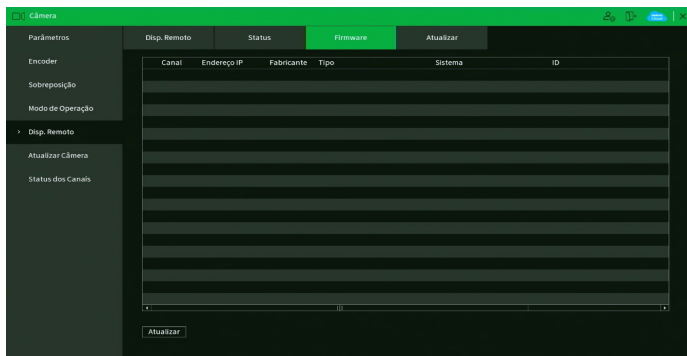 Câmera
Parâmetros
Encoder
Sobreposição
Modo de Operação
Disp. Remoto
Atualizar Câmera
Status dos Canais
Disp. Remoto Status Firmware Atualizar
Canal Endereço IP Fabricante Tipo Sistema ID
Atualizar